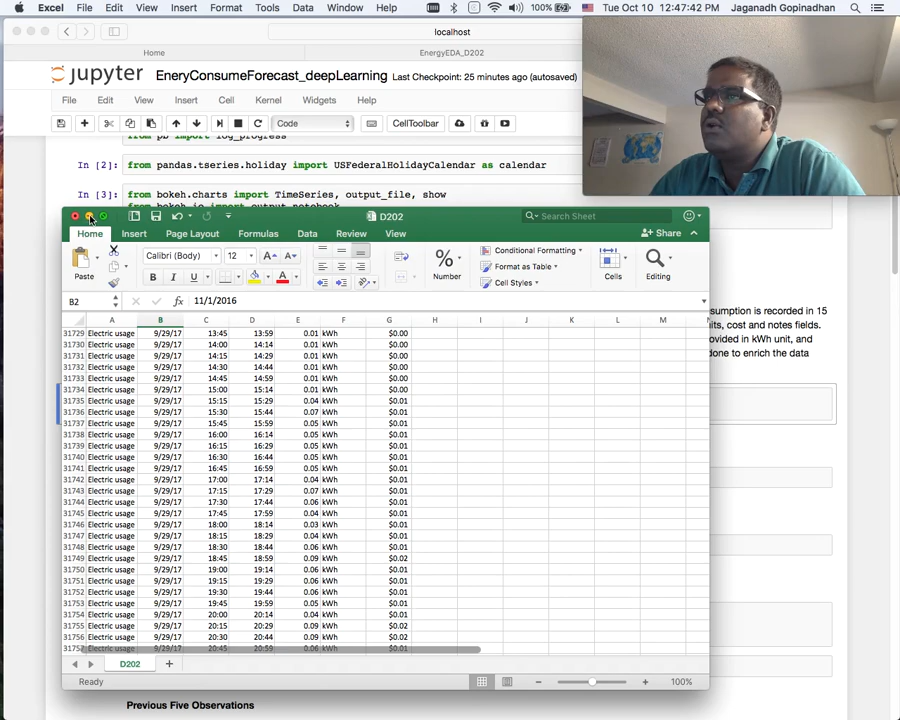 Excel File Edit View Insert Format Tools Data Window Help 100% Tue Oct 10 12:47:42 PM Jaganadh Gopinadhan
localhost
Home EnergyEDA_D202
jupyter EneryConsumeForecast_deepLearning Last Checkpoint: 25 minutes ago (autosaved)
File Edit View Insert Cell Kernel Widgets Help
Code CellToolbar
In [2]: from pandas.tseries.holiday import USFederalHolidayCalendar as calendar
In [3]: from bokeh.charts import TimeSeries, output_file, show
D202
Search Sheet
Home Insert Page Layout Formulas Data Review View Share
Paste Calibri (Body) 12 Number Conditional Formatting Format as Table Cell Styles Cells Editing
B2 fx 11/1/2016
A B C D E F G H I J K L M
31729 Electric usage 9/29/17 13:45 13:59 0.01 kWh $0.00
31730 Electric usage 9/29/17 14:00 14:14 0.01 kWh $0.00
31731 Electric usage 9/29/17 14:15 14:29 0.01 kWh $0.00
31732 Electric usage 9/29/17 14:30 14:44 0.01 kWh $0.00
31733 Electric usage 9/29/17 14:45 14:59 0.01 kWh $0.00
31734 Electric usage 9/29/17 15:00 15:14 0.01 kWh $0.00
31735 Electric usage 9/29/17 15:15 15:29 0.04 kWh $0.01
31736 Electric usage 9/29/17 15:30 15:44 0.07 kWh $0.01
31737 Electric usage 9/29/17 15:45 15:59 0.05 kWh $0.01
31738 Electric usage 9/29/17 16:00 16:14 0.05 kWh $0.01
31739 Electric usage 9/29/17 16:15 16:29 0.05 kWh $0.01
31740 Electric usage 9/29/17 16:30 16:44 0.05 kWh $0.01
31741 Electric usage 9/29/17 16:45 16:59 0.05 kWh $0.01
31742 Electric usage 9/29/17 17:00 17:14 0.05 kWh $0.01
31743 Electric usage 9/29/17 17:15 17:29 0.07 kWh $0.01
31744 Electric usage 9/29/17 17:30 17:44 0.06 kWh $0.01
31745 Electric usage 9/29/17 17:45 17:59 0.04 kWh $0.01
31746 Electric usage 9/29/17 18:00 18:14 0.03 kWh $0.01
31747 Electric usage 9/29/17 18:15 18:29 0.04 kWh $0.01
31748 Electric usage 9/29/17 18:30 18:44 0.06 kWh $0.01
31749 Electric usage 9/29/17 18:45 18:59 0.09 kWh $0.02
31750 Electric usage 9/29/17 19:00 19:14 0.06 kWh $0.01
31751 Electric usage 9/29/17 19:15 19:29 0.06 kWh $0.01
31752 Electric usage 9/29/17 19:30 19:44 0.06 kWh $0.01
31753 Electric usage 9/29/17 19:45 19:59 0.05 kWh $0.01
31754 Electric usage 9/29/17 20:00 20:14 0.04 kWh $0.01
31755 Electric usage 9/29/17 20:15 20:29 0.09 kWh $0.02
31756 Electric usage 9/29/17 20:30 20:44 0.09 kWh $0.02
Electric usage 9/29/17 20:45 20:59 0.06 kWh $0.01
D202
Ready 100%
sumption is recorded in 15
cost and notes fields.
ovided in kWh unit, and
done to enrich the data
Previous Five Observations